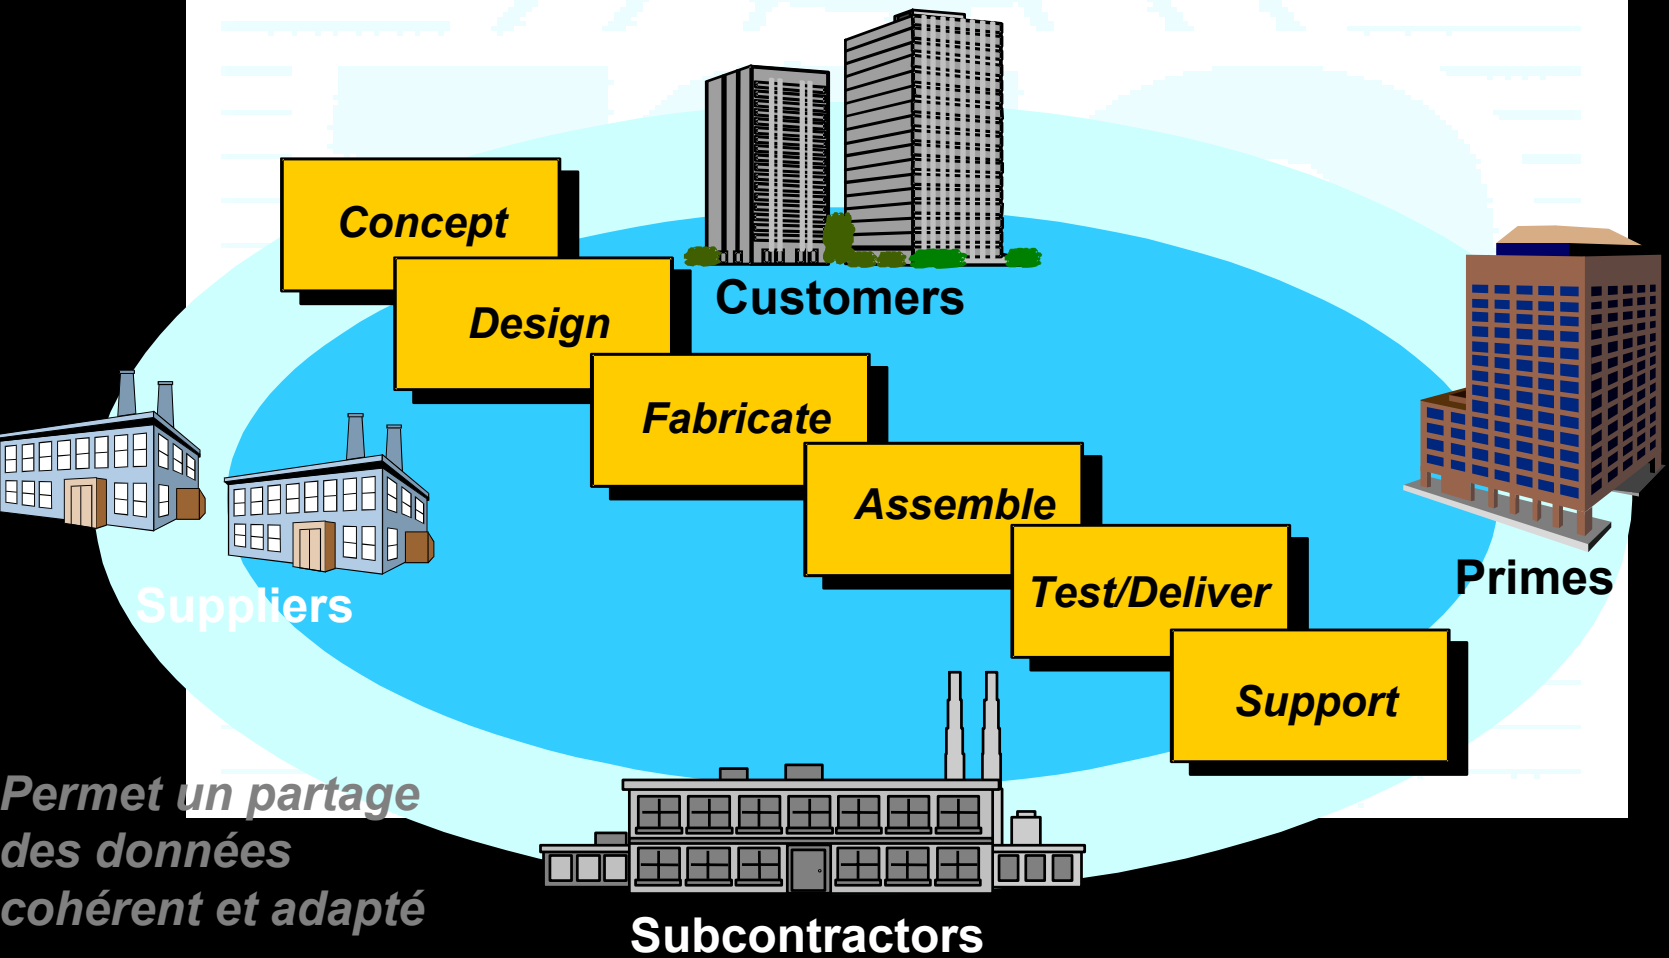 Concept
Customers
Design
Fabricate
Assemble
Test/Deliver
Primes
Suppliers
Support
Permet un partage
des données
cohérent et adapté
Subcontractors